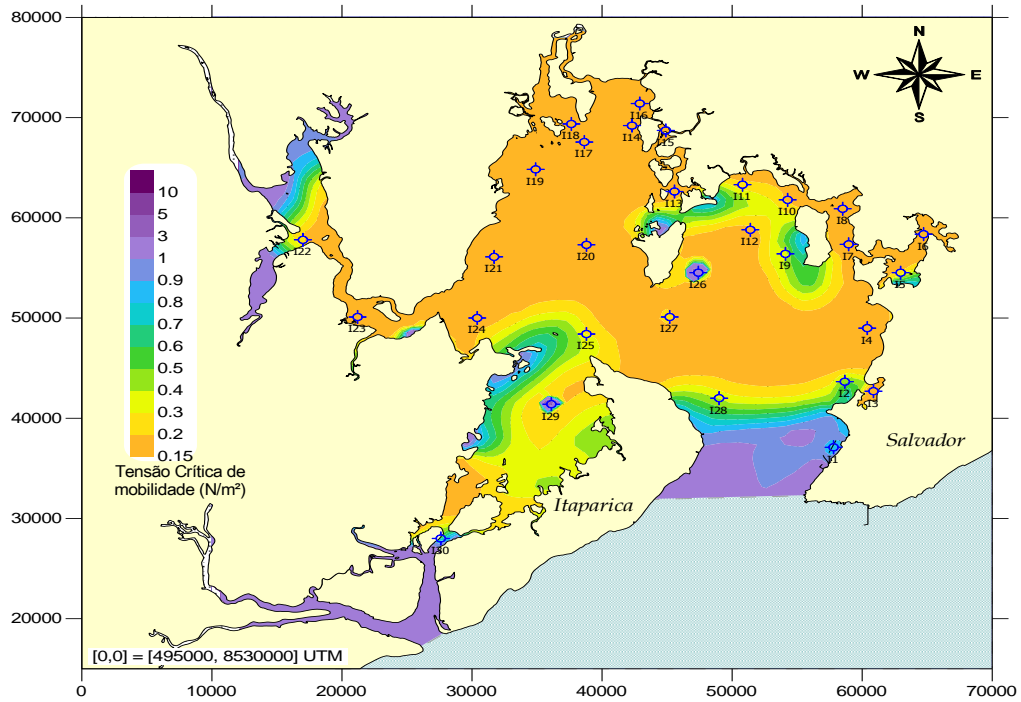 80000
70000
60000
50000
40000
30000
20000
N
W E
S
I16
I18
I14
I5
I17
I19
I13
I11
I10
I8
I12
I6
I22
I20
I7
I21
I9
I26
I5
I23
I24
I27
I25
I4
I2
I3
I29
I28
I1
I30
10
5
3
1
0.9
0.8
0.7
0.6
0.5
0.4
0.3
0.2
0.15
Tensão Crítica de
mobilidade (N/m²)
Salvador
Itaparica
[0,0] = [495000, 8530000] UTM
0 10000 20000 30000 40000 50000 60000 70000